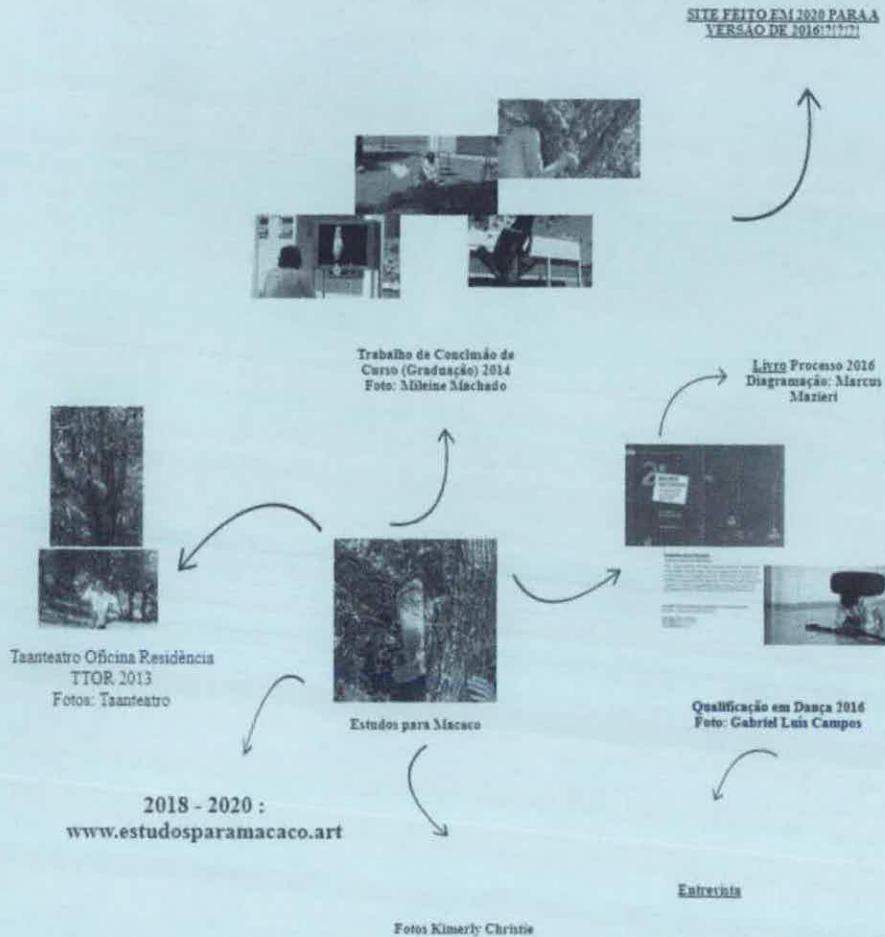 SITE FEITO EM 2020 PARA A
VERSÃO DE 2016!?!?!?!
Trabalho de Conclusão de
Curso (Graduação) 2014
Foto: Mileine Machado
Livro Processo 2016
Diagramação: Marcus
Mazieri
Taanteatro Oficina Residência
TTOR 2013
Fotos: Taanteatro
Estudos para Macaco
Qualificação em Dança 2016
Foto: Gabriel Luis Campos
2018 - 2020 :
www.estudosparamacaco.art
Entrevista
Fotos Kimerly Christie